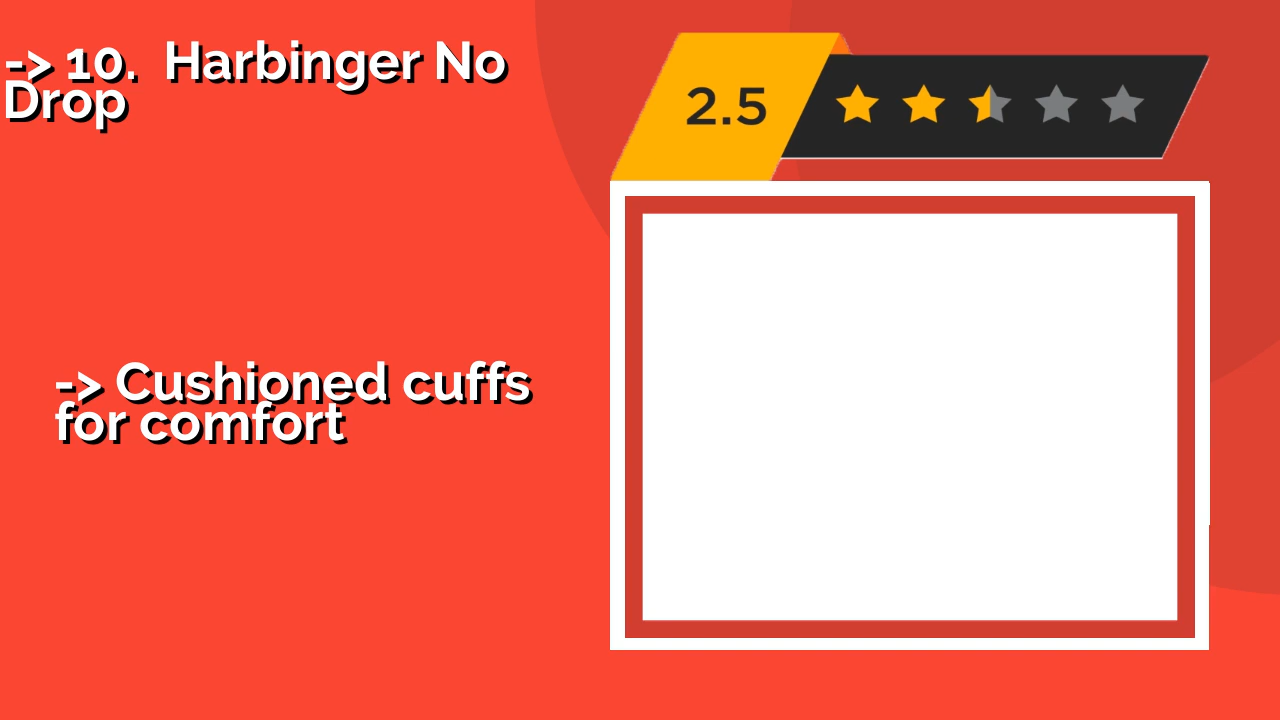 -> 10.  Harbinger No
Drop
2.5
-> Cushioned cuffs
for comfort